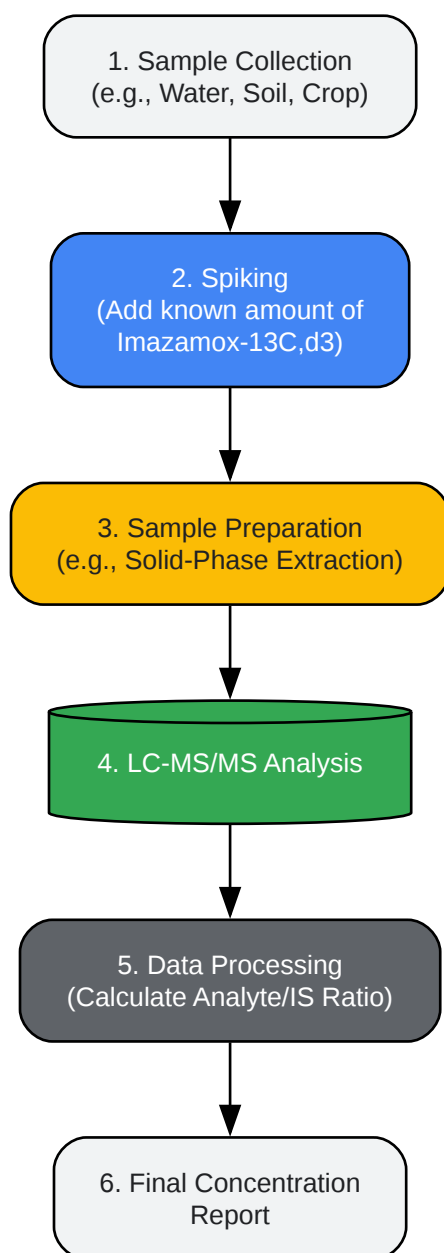 1. Sample Collection
(e.g., Water, Soil, Crop)
2. Spiking
(Add known amount of
Imazamox-13C,d3)
3. Sample Preparation
(e.g., Solid-Phase Extraction)
4. LC-MS/MS Analysis
5. Data Processing
(Calculate Analyte/IS Ratio)
6. Final Concentration
Report